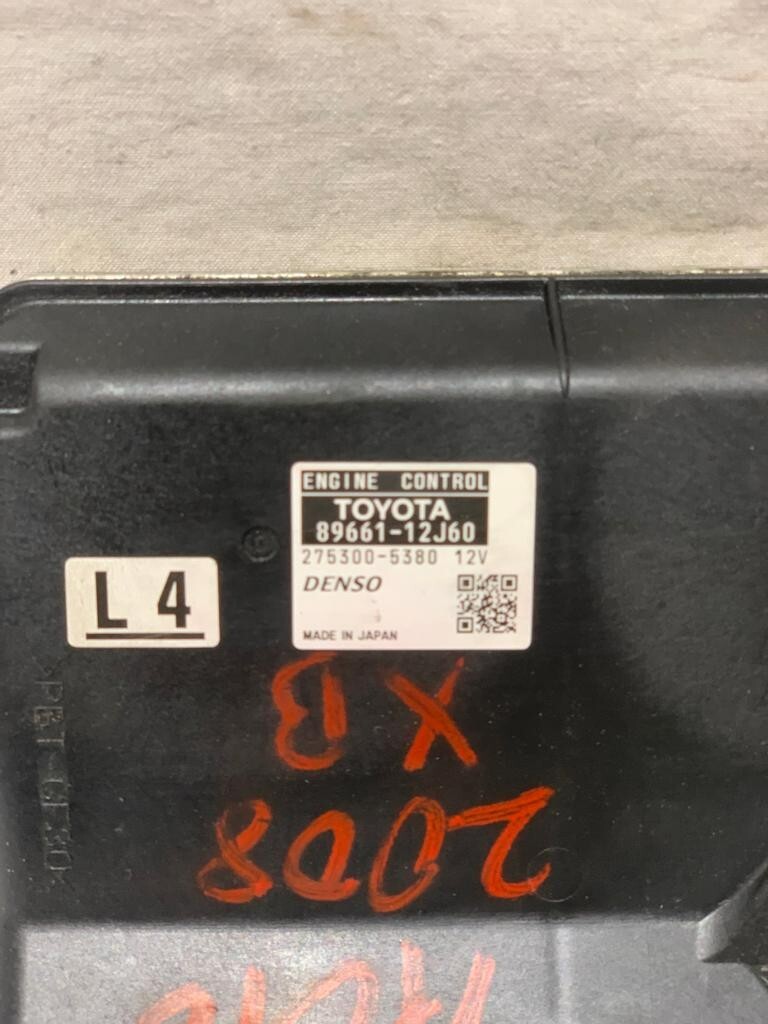 ENGINE CONTROL
TOYOTA
89661-12J60
275300-5380 12V
DENSO
MADE IN JAPAN
L 4
XB
2008